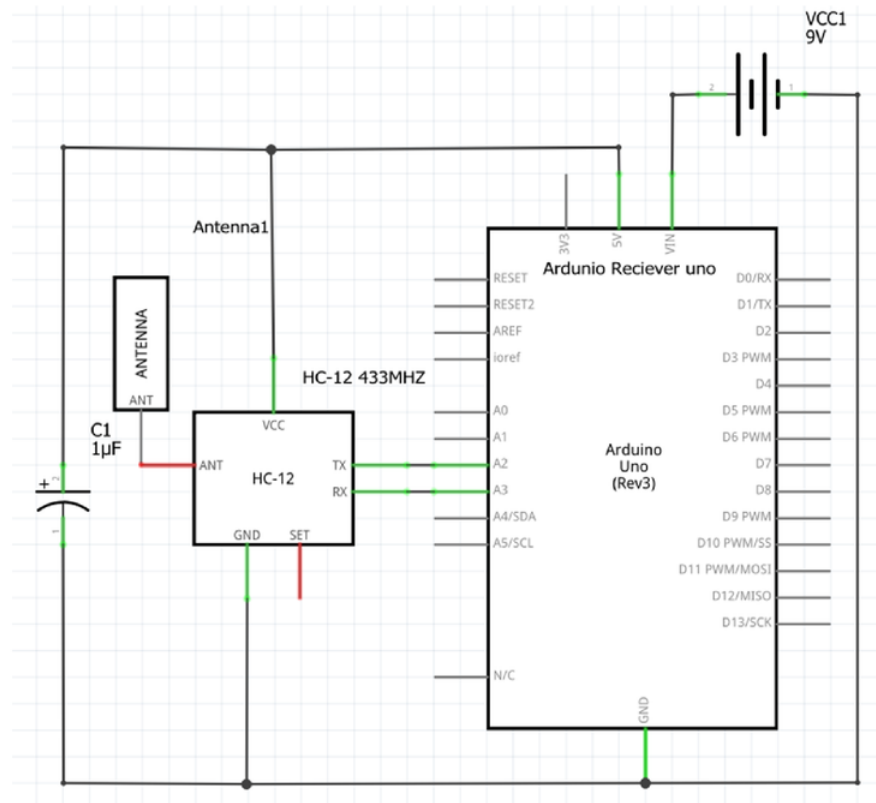 VCC1
9V
2
1
Antenna1
3V3
5V
VIN
Ardunio Reciever uno
RESET
RESET2
AREF
ioref
A0
A1
A2
A3
A4/SDA
A5/SCL
N/C
D0/RX
D1/TX
D2
D3 PWM
D4
D5 PWM
D6 PWM
D7
D8
D9 PWM
D10 PWM/SS
D11 PWM/MOSI
D12/MISO
D13/SCK
Arduino
Uno
(Rev3)
GND
ANTENNA
ANT
HC-12 433MHZ
VCC
ANT
HC-12
TX
RX
GND
SET
C1
1µF
+
2
1